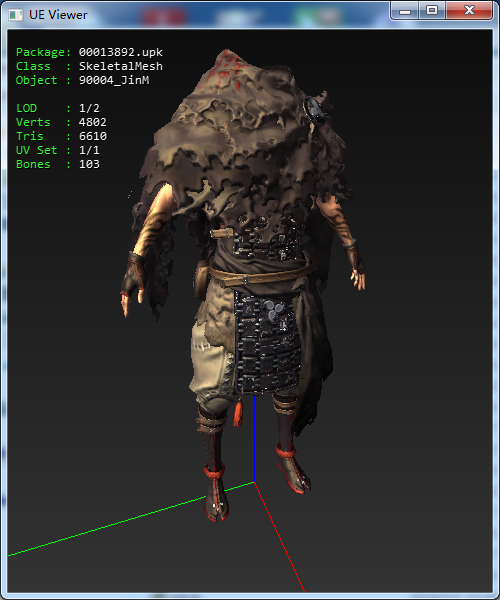 UE Viewer
Package: 00013892.upk
Class : SkeletalMesh
Object : 90004_JinM
LOD : 1/2
Verts : 4802
Tris : 6610
UV Set : 1/1
Bones : 103